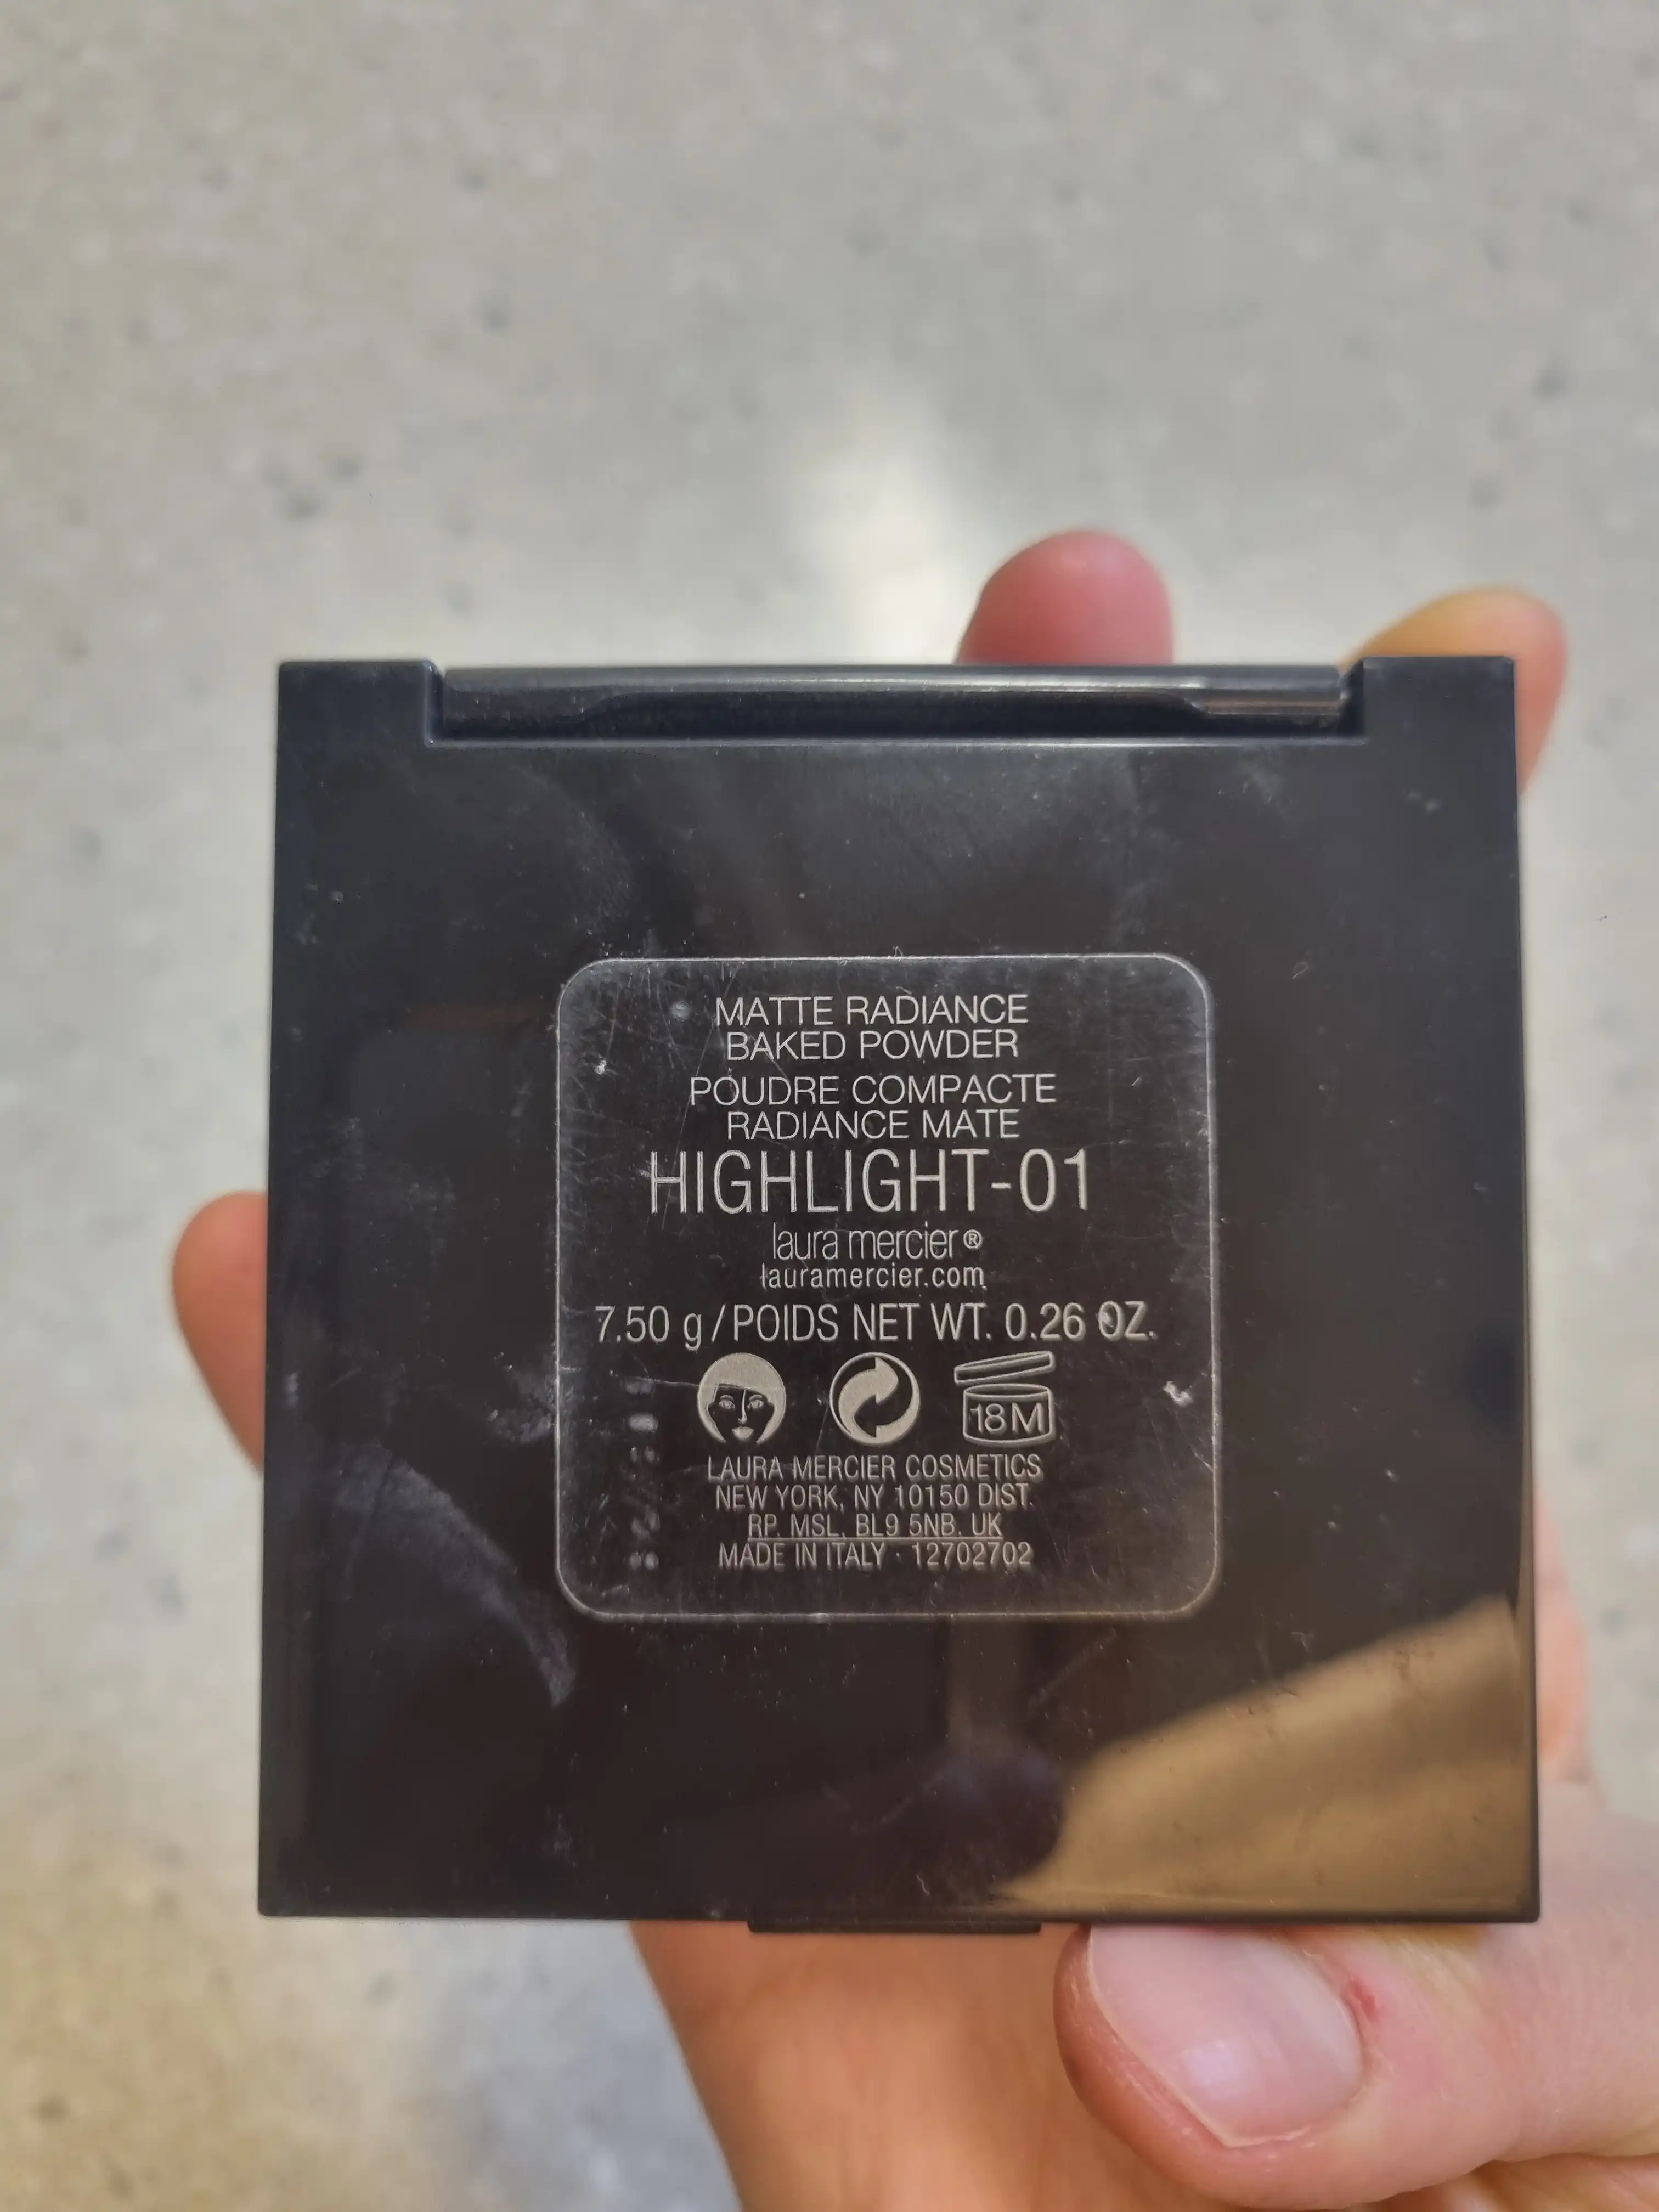 MATTE RADIANCE
BAKED POWDER
POUDRE COMPACTE
RADIANCE MATE
HIGHLIGHT-01
laura mercier®
lauramercier.com
7.50 g/POIDS NET WT. 0.26 OZ.
18M
LAURA MERCIER COSMETICS
NEW YORK, NY 10150 DIST.
RP. MSL, BL9 5NB. UK
MADE IN ITALY · 12702702